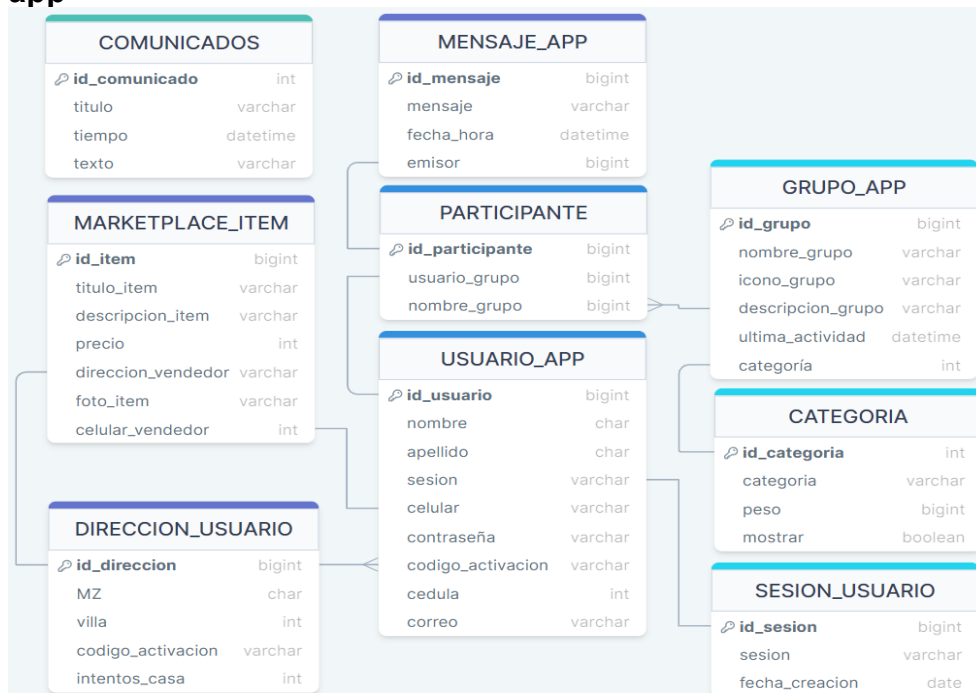 app
COMUNICADOS
id_comunicado int
titulo varchar
tiempo datetime
texto varchar
MENSAJE_APP
id_mensaje bigint
mensaje varchar
fecha_hora datetime
emisor bigint
MARKETPLACE_ITEM
id_item bigint
titulo_item varchar
descripcion_item varchar
precio int
direccion_vendedor varchar
foto_item varchar
celular_vendedor int
PARTICIPANTE
id_participante bigint
usuario_grupo bigint
nombre_grupo bigint
GRUPO_APP
id_grupo bigint
nombre_grupo varchar
icono_grupo varchar
descripcion_grupo varchar
ultima_actividad datetime
categoría int
USUARIO_APP
id_usuario bigint
nombre char
apellido char
sesion varchar
celular varchar
contraseña varchar
codigo_activacion varchar
cedula int
correo varchar
CATEGORIA
id_categoria int
categoria varchar
peso bigint
mostrar boolean
DIRECCION_USUARIO
id_direccion bigint
MZ char
villa int
codigo_activacion varchar
intentos_casa int
SESION_USUARIO
id_sesion bigint
sesion varchar
fecha_creacion date